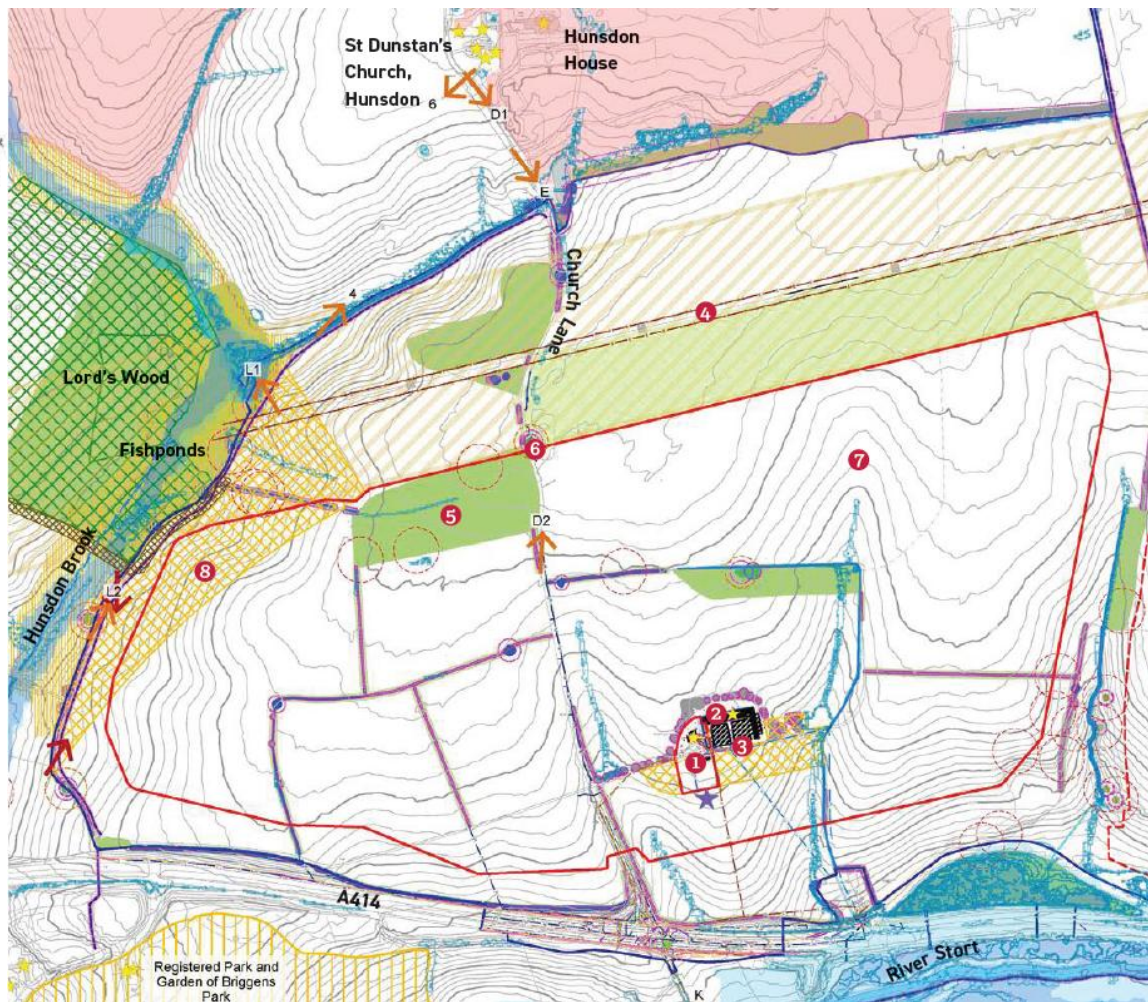 St Dunstan's
Church,
Hunsdon
6
Hunsdon
House
D1
E
Church Lane
4
4
L1
Lord's Wood
Fishponds
6
7
5
D2
8
L2
Hunsdon Brook
2
1
3
A414
River Stort
Registered Park and
Garden of Briggens
Park
K